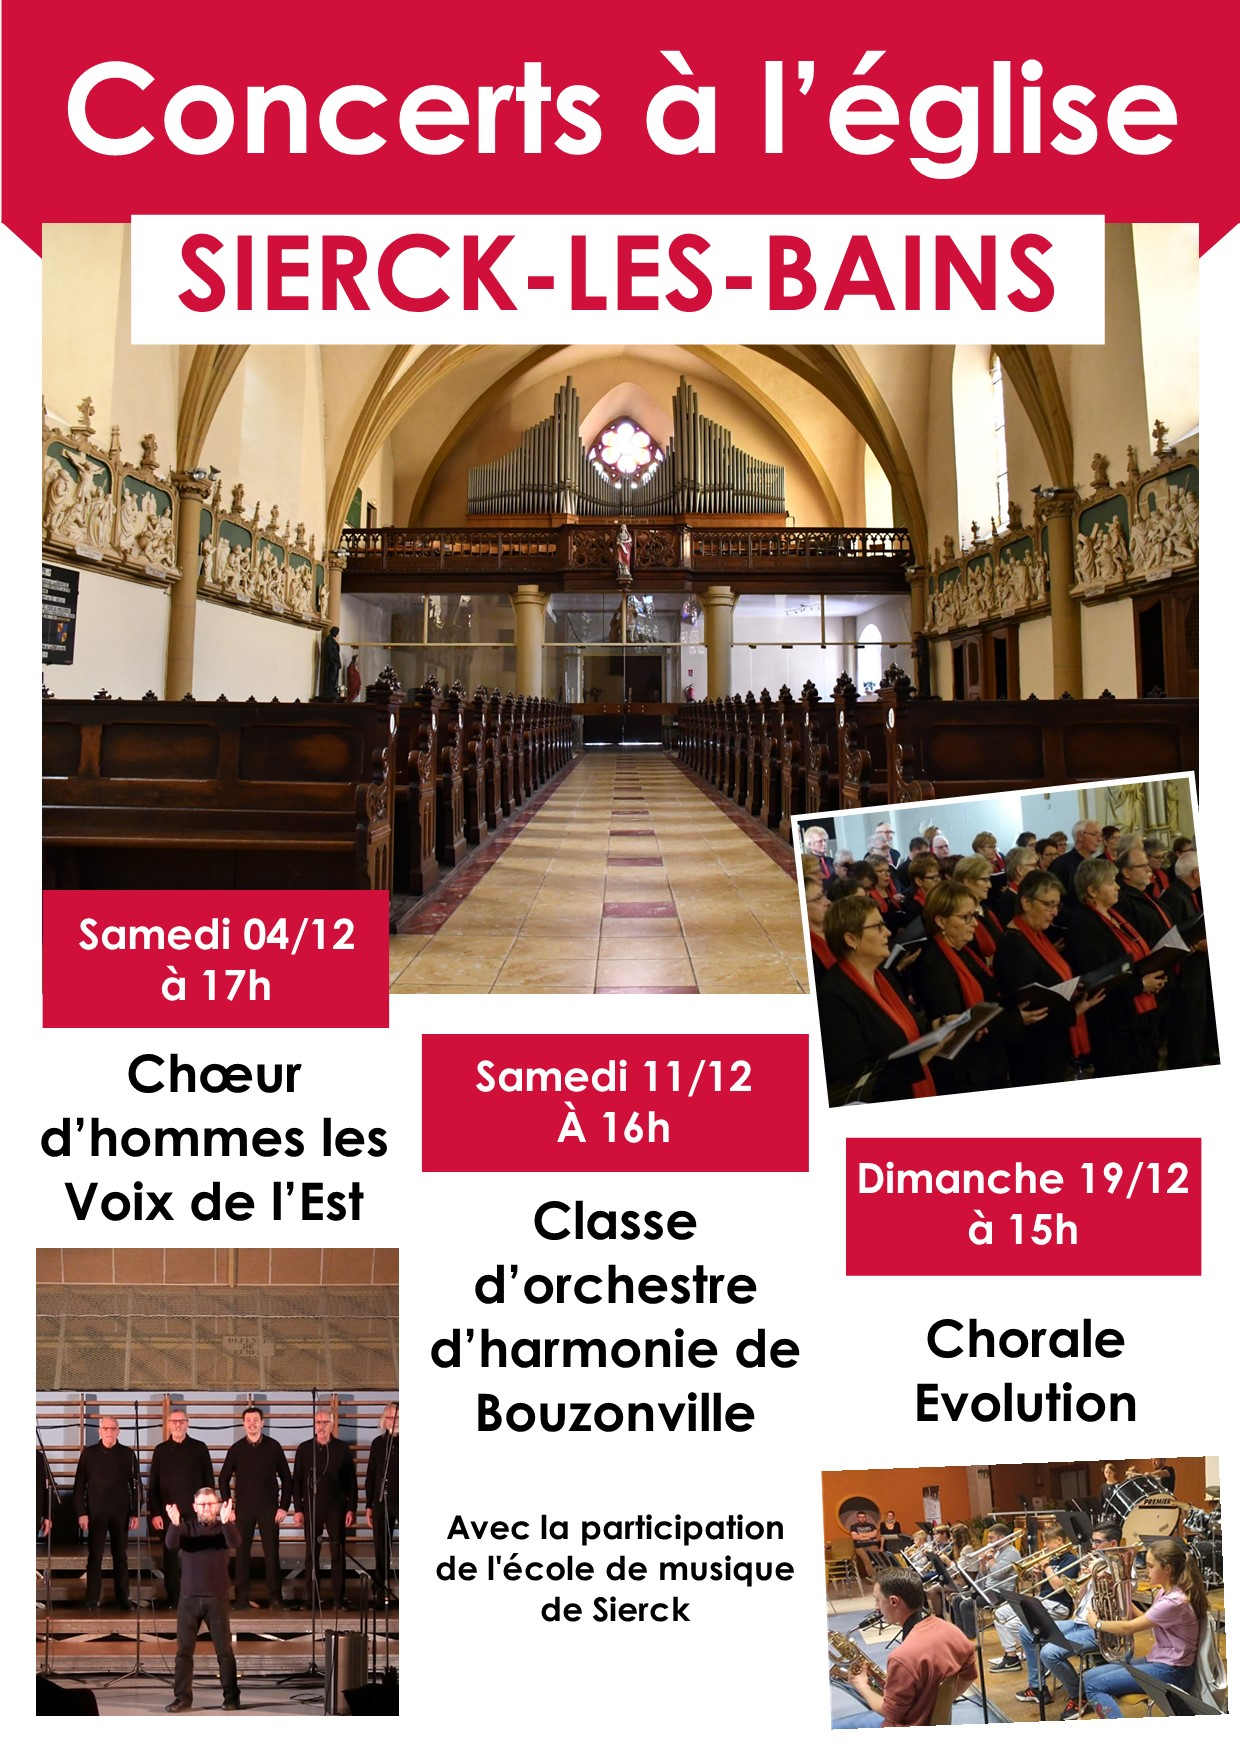 Concerts à l’église
SIERCK-LES-BAINS
Samedi 04/12
à 17h
Chœur
d’hommes les
Voix de l’Est
Samedi 11/12
À 16h
Classe
d’orchestre
d’harmonie de
Bouzonville
Avec la participation
de l'école de musique
de Sierck
Dimanche 19/12
à 15h
Chorale
Evolution
PREMIER